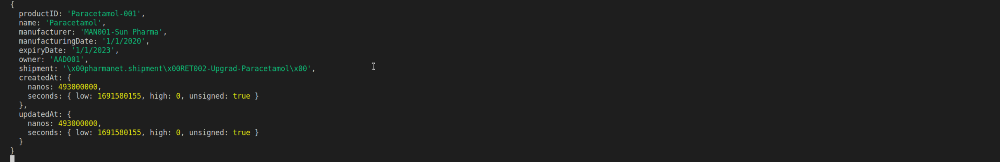 {
  productID: 'Paracetamol-001',
  name: 'Paracetamol',
  manufacturer: 'MAN001-Sun Pharma',
  manufacturingDate: '1/1/2020',
  expiryDate: '1/1/2023',
  owner: 'AAD001',
  shipment: '\x00pharmanet.shipment\x00RET002-Upgrad-Paracetamol\x00',
  createdAt: {
    nanos: 493000000,
    seconds: { low: 1691580155, high: 0, unsigned: true }
  },
  updatedAt: {
    nanos: 493000000,
    seconds: { low: 1691580155, high: 0, unsigned: true }
  }
}